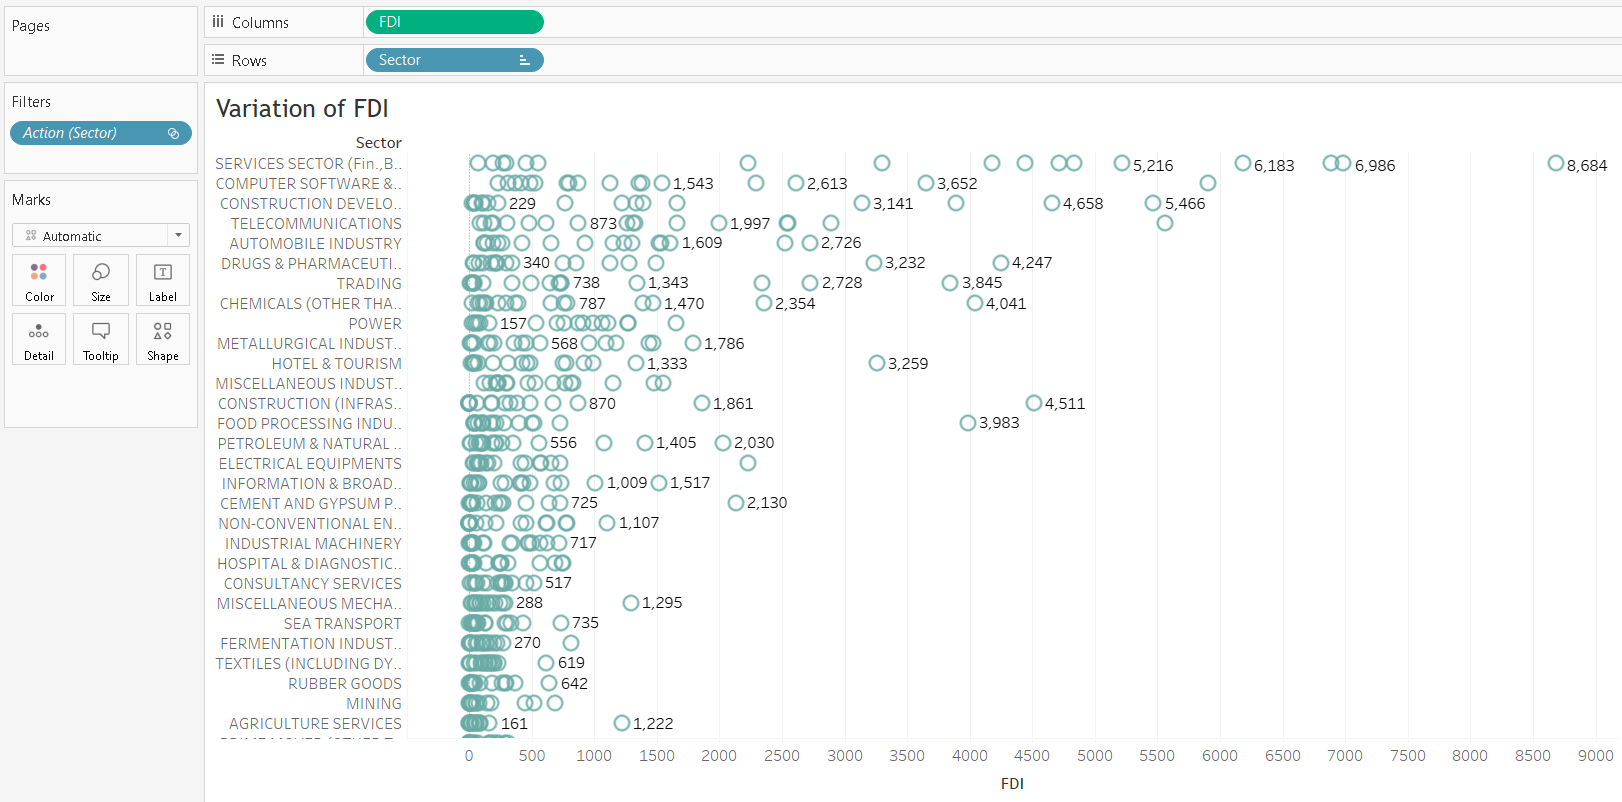 Pages
Columns
FDI
Rows
Sector
Filters
Action (Sector)
Marks
Automatic
Color
Size
Label
Detail
Tooltip
Shape
Variation of FDI
Sector
SERVICES SECTOR (Fin.,B.. 5,216 6,183 6,986 8,684
COMPUTER SOFTWARE &.. 1,543 2,613 3,652
CONSTRUCTION DEVELO.. 229 3,141 4,658 5,466
TELECOMMUNICATIONS 873 1,997
AUTOMOBILE INDUSTRY 1,609 2,726
DRUGS & PHARMACEUTI.. 340 3,232 4,247
TRADING 738 1,343 2,728 3,845
CHEMICALS (OTHER THA.. 787 1,470 2,354 4,041
POWER 157
METALLURGICAL INDUST.. 568 1,786
HOTEL & TOURISM 1,333 3,259
MISCELLANEOUS INDUST..
CONSTRUCTION (INFRAS.. 870 1,861 4,511
FOOD PROCESSING INDU.. 3,983
PETROLEUM & NATURAL .. 556 1,405 2,030
ELECTRICAL EQUIPMENTS
INFORMATION & BROAD.. 1,009 1,517
CEMENT AND GYPSUM P.. 725 2,130
NON-CONVENTIONAL EN.. 1,107
INDUSTRIAL MACHINERY 717
HOSPITAL & DIAGNOSTIC..
CONSULTANCY SERVICES 517
MISCELLANEOUS MECHA.. 288 1,295
SEA TRANSPORT 735
FERMENTATION INDUST.. 270
TEXTILES (INCLUDING DY.. 619
RUBBER GOODS 642
MINING
AGRICULTURE SERVICES 161 1,222
0 500 1000 1500 2000 2500 3000 3500 4000 4500 5000 5500 6000 6500 7000 7500 8000 8500 9000
FDI